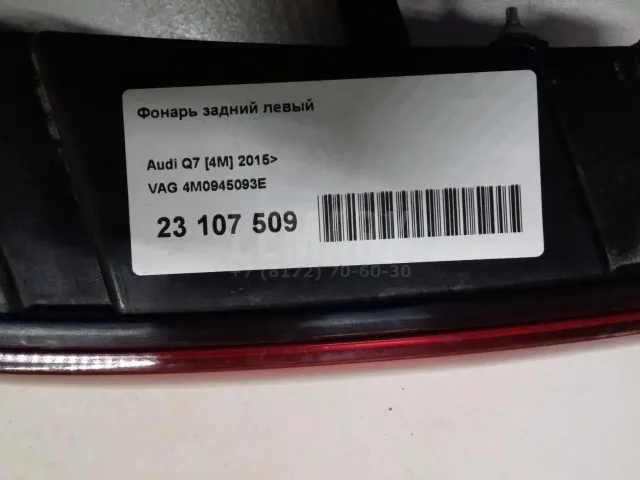 Фонарь задний левый
Audi Q7 [4M] 2015>
VAG 4M0945093E
23 107 509
+7 (8172) 70-60-30